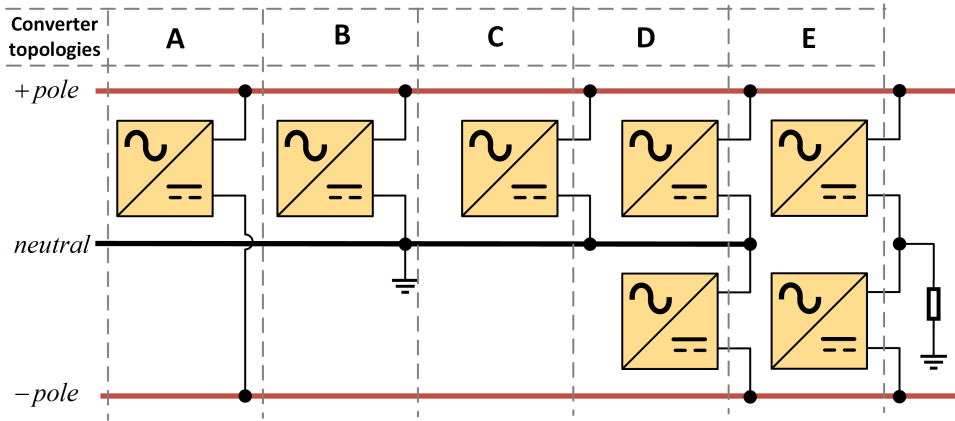 Converter
topologies
A
B
C
D
E
+ pole
neutral
− pole